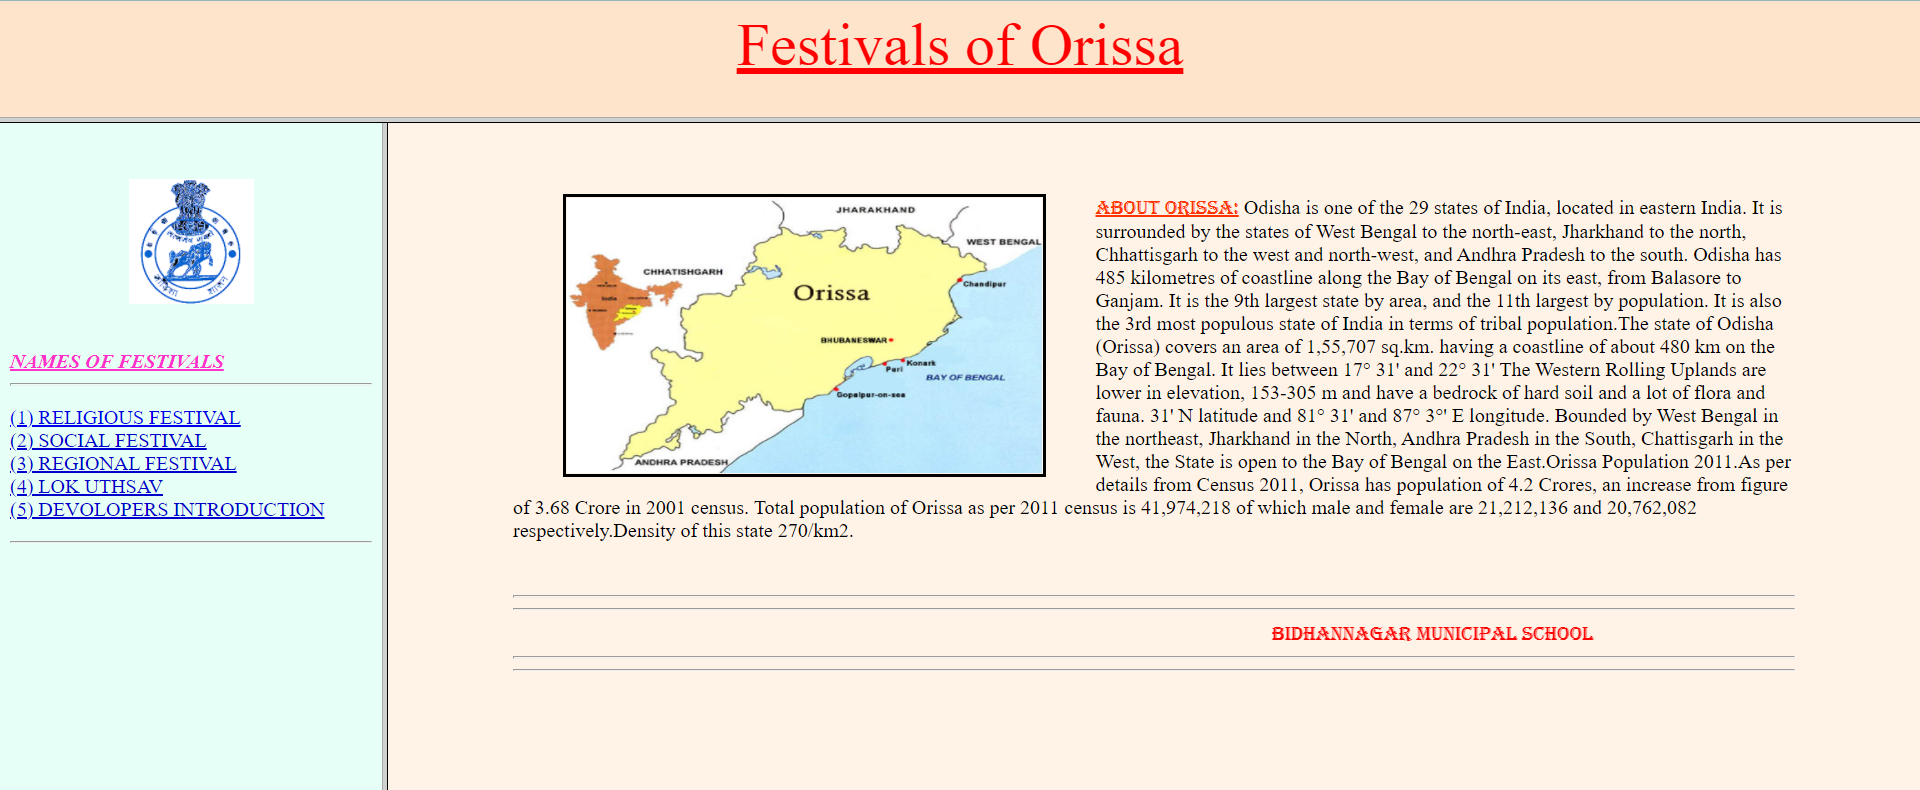 Festivals of Orissa
NAMES OF FESTIVALS
(1) RELIGIOUS FESTIVAL
(2) SOCIAL FESTIVAL
(3) REGIONAL FESTIVAL
(4) LOK UTHSAV
(5) DEVOLOPERS INTRODUCTION
JHARAKHAND
WEST BENGAL
CHHATISHGARH
Chandipur
Orissa
India
BHUBANESWAR
Konark
Puri
BAY OF BENGAL
Gopalpur-on-sea
ANDHRA PRADESH
ABOUT ORISSA: Odisha is one of the 29 states of India, located in eastern India. It is
surrounded by the states of West Bengal to the north-east, Jharkhand to the north,
Chhattisgarh to the west and north-west, and Andhra Pradesh to the south. Odisha has
485 kilometres of coastline along the Bay of Bengal on its east, from Balasore to
Ganjam. It is the 9th largest state by area, and the 11th largest by population. It is also
the 3rd most populous state of India in terms of tribal population.The state of Odisha
(Orissa) covers an area of 1,55,707 sq.km. having a coastline of about 480 km on the
Bay of Bengal. It lies between 17° 31' and 22° 31' The Western Rolling Uplands are
lower in elevation, 153-305 m and have a bedrock of hard soil and a lot of flora and
fauna. 31' N latitude and 81° 31' and 87° 3°' E longitude. Bounded by West Bengal in
the northeast, Jharkhand in the North, Andhra Pradesh in the South, Chattisgarh in the
West, the State is open to the Bay of Bengal on the East.Orissa Population 2011.As per
details from Census 2011, Orissa has population of 4.2 Crores, an increase from figure
of 3.68 Crore in 2001 census. Total population of Orissa as per 2011 census is 41,974,218 of which male and female are 21,212,136 and 20,762,082
respectively.Density of this state 270/km2.
BIDHANNAGAR MUNICIPAL SCHOOL